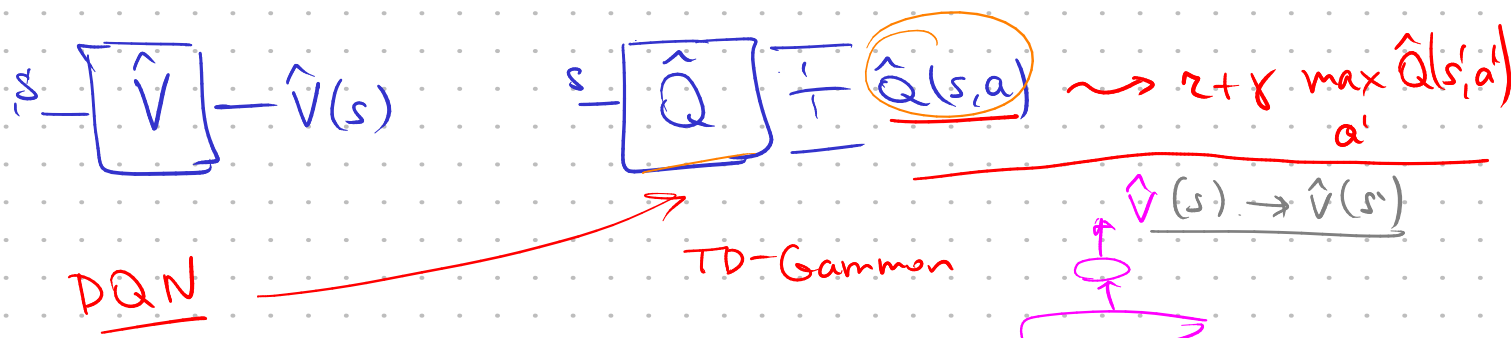 s V̂ V̂(s) s Q̂ Q̂(s,a) ⇝ r+γ max Q̂(s',a')
a'
V̂(s) → V̂(s')
TD-Gammon
DQN